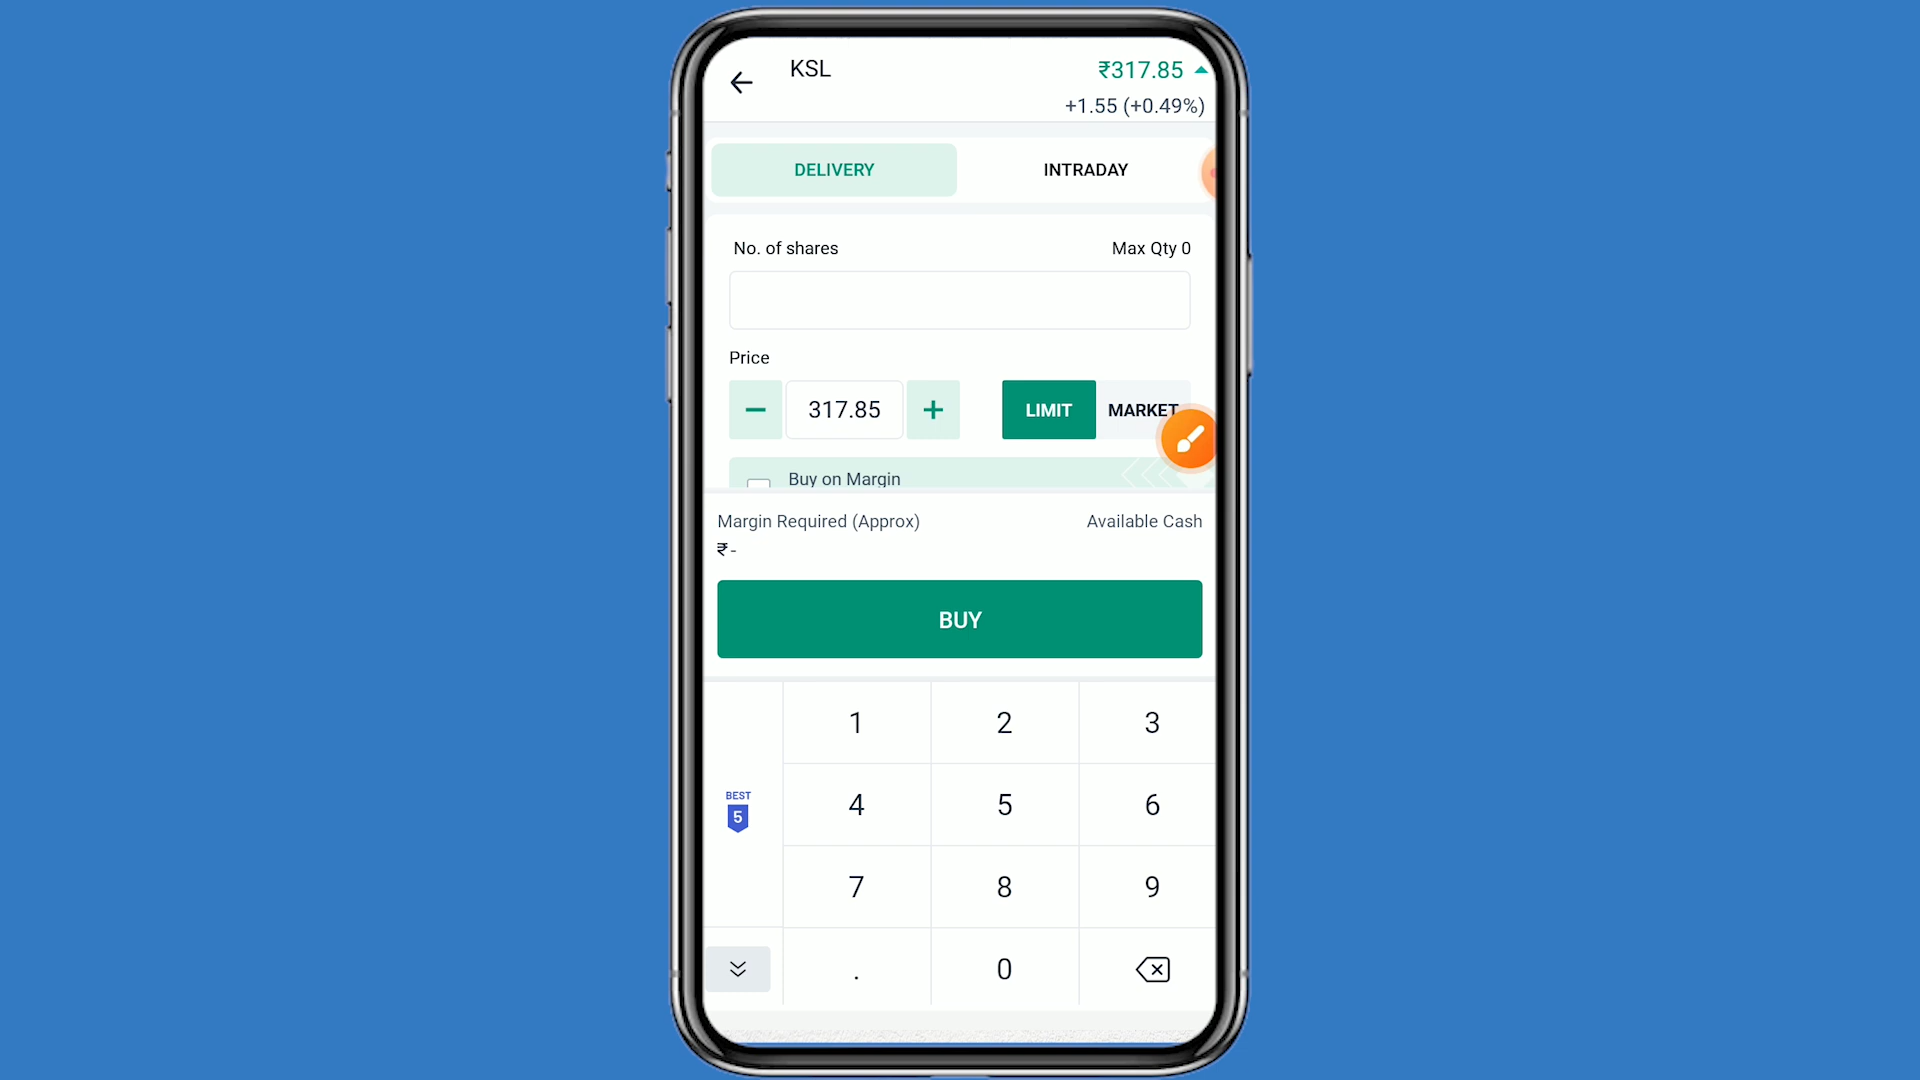 KSL
₹317.85
+1.55 (+0.49%)
DELIVERY
INTRADAY
No. of shares
Max Qty 0
Price
317.85
LIMIT
MARKET
Buy on Margin
Margin Required (Approx)
Available Cash
₹-
BUY
1 2 3
BEST
5
4 5 6
7 8 9
. 0